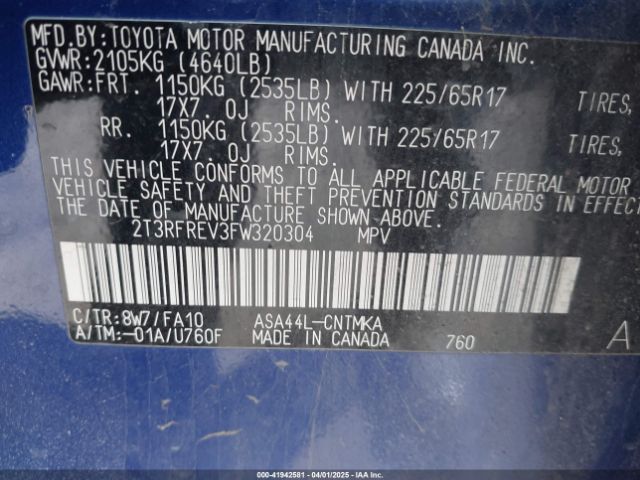 MFD.BY:TOYOTA MOTOR MANUFACTURING CANADA INC.
GVWR:2105KG (4640LB)
GAWR:FRT. 1150KG (2535LB) WITH 225/65R17 TIRES,
17X7.0J RIMS.
RR. 1150KG (2535LB) WITH 225/65R17 TIRES,
17X7.0J RIMS.
THIS VEHICLE CONFORMS TO ALL APPLICABLE FEDERAL MOTOR
VEHICLE SAFETY AND THEFT PREVENTION STANDARDS IN EFFECT
THE DATE OF MANUFACTURE SHOWN ABOVE.
2T3RFREV3FW320304 MPV
C/TR:8W7/FA10 ASA44L-CNTMKA
A/TM:-01A/U760F MADE IN CANADA 760 A
000-41942581 - 04/01/2025 - IAA, Inc.